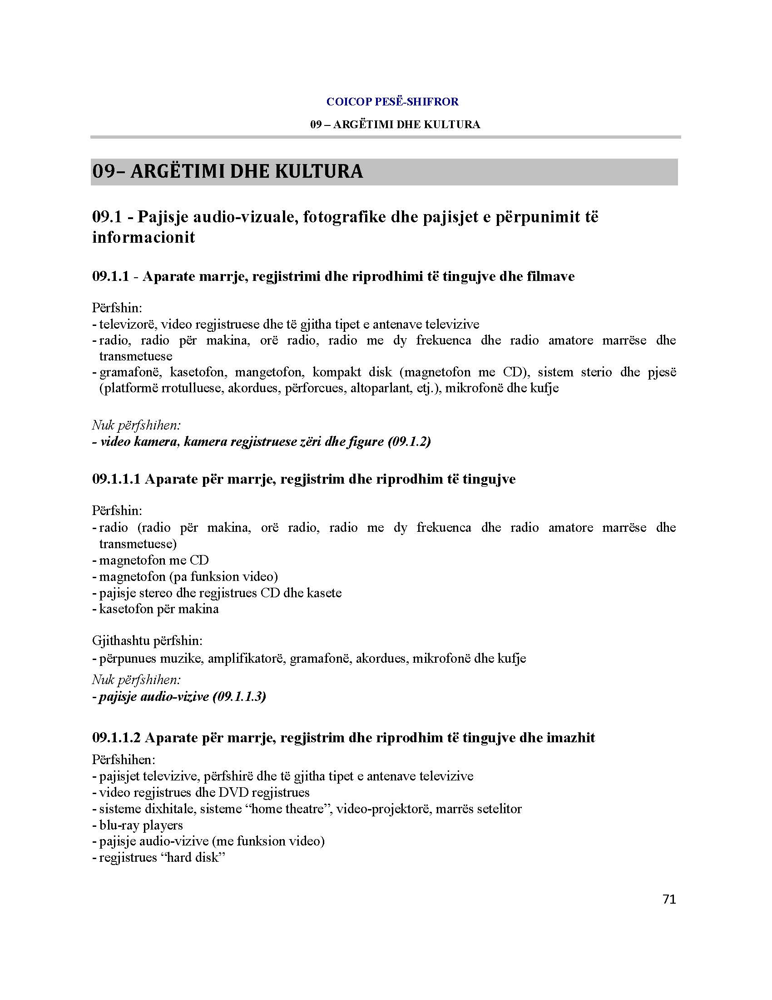 COICOP PESË-SHIFROR
09 – ARGËTIMI DHE KULTURA
09– ARGËTIMI DHE KULTURA
09.1 - Pajisje audio-vizuale, fotografike dhe pajisjet e përpunimit të
informacionit
09.1.1 - Aparate marrje, regjistrimi dhe riprodhimi të tingujve dhe filmave
Përfshin:
- televizorë, video regjistruese dhe të gjitha tipet e antenave televizive
- radio, radio për makina, orë radio, radio me dy frekuenca dhe radio amatore marrëse dhe
transmetuese
- gramafonë, kasetofon, mangetofon, kompakt disk (magnetofon me CD), sistem sterio dhe pjesë
(platformë rrotulluese, akordues, përforcues, altoparlant, etj.), mikrofonë dhe kufje
Nuk përfshihen:
- video kamera, kamera regjistruese zëri dhe figure (09.1.2)
09.1.1.1 Aparate për marrje, regjistrim dhe riprodhim të tingujve
Përfshin:
- radio (radio për makina, orë radio, radio me dy frekuenca dhe radio amatore marrëse dhe
transmetuese)
- magnetofon me CD
- magnetofon (pa funksion video)
- pajisje stereo dhe regjistrues CD dhe kasete
- kasetofon për makina
Gjithashtu përfshin:
- përpunues muzike, amplifikatorë, gramafonë, akordues, mikrofonë dhe kufje
Nuk përfshihen:
- pajisje audio-vizive (09.1.1.3)
09.1.1.2 Aparate për marrje, regjistrim dhe riprodhim të tingujve dhe imazhit
Përfshihen:
- pajisjet televizive, përfshirë dhe të gjitha tipet e antenave televizive
- video regjistrues dhe DVD regjistrues
- sisteme dixhitale, sisteme “home theatre”, video-projektorë, marrës setelitor
- blu-ray players
- pajisje audio-vizive (me funksion video)
- regjistrues “hard disk”
71